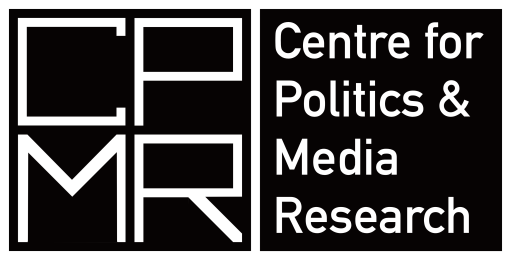 CP
MR
Centre for
Politics &
Media
Research